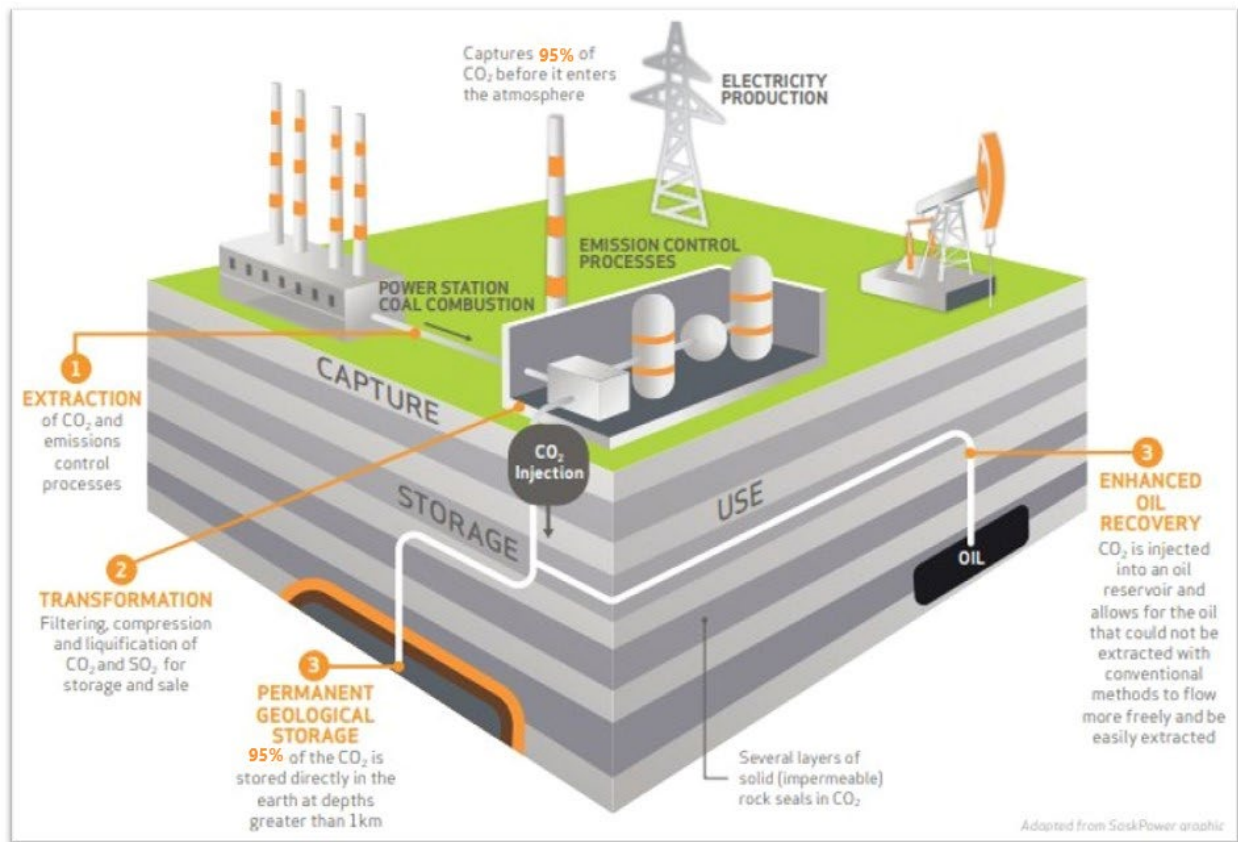 Captures 95% of
CO₂ before it enters
the atmosphere
ELECTRICITY
PRODUCTION
EMISSION CONTROL
PROCESSES
POWER STATION
COAL COMBUSTION
1
EXTRACTION
of CO₂ and
emissions
control
processes
CAPTURE
CO₂
Injection
STORAGE
USE
2
TRANSFORMATION
Filtering, compression
and liquification of
CO₂ and SO₂ for
storage and sale
3
PERMANENT
GEOLOGICAL
STORAGE
95% of the CO₂ is
stored directly in the
earth at depths
greater than 1km
OIL
3
ENHANCED
OIL
RECOVERY
CO₂ is injected
into an oil
reservoir and
allows for the oil
that could not be
extracted with
conventional
methods to flow
more freely and be
easily extracted
Several layers of
solid (impermeable)
rock seals in CO₂
Adapted from SaskPower graphic